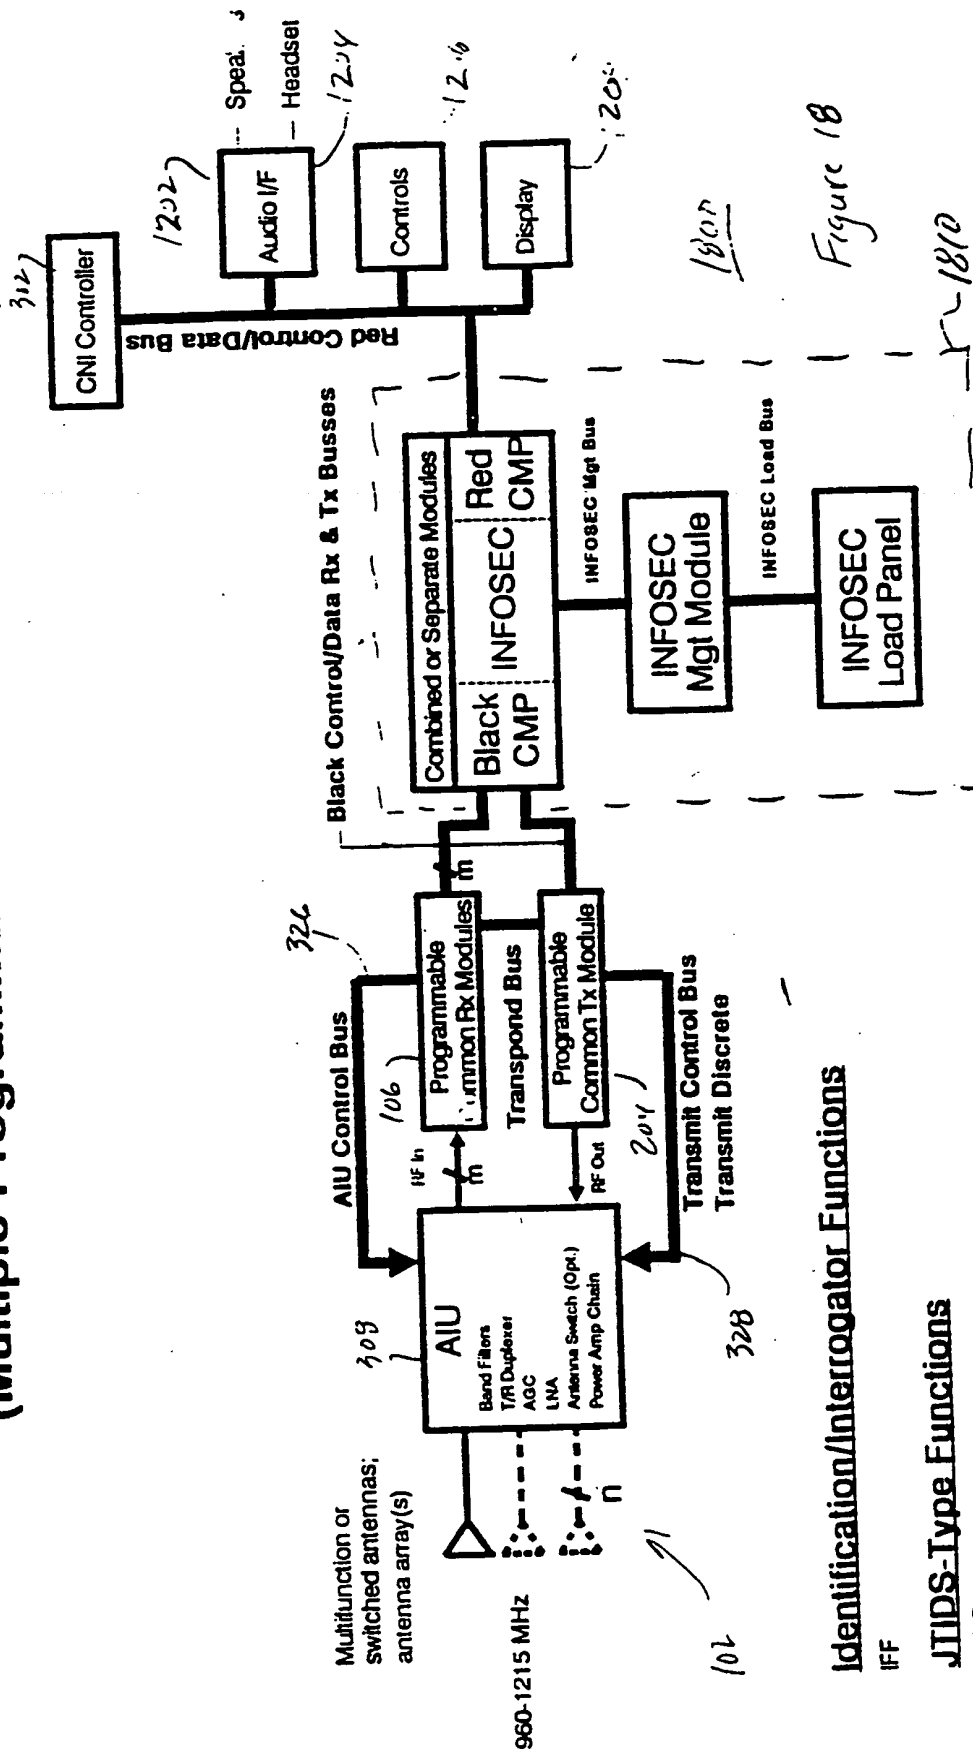 (Multiple
Multifunction or
switched antennas;
antenna array(s)
960-1215 MHz
n
102
309
AIU
Band Filters
T/R Duplexer
AGC
LNA
Antenna Switch (Opt.)
Power Amp Chain
AIU Control Bus
326
RF In
m
106
Programmable
Common Rx Modules
m
Transpond Bus
Programmable
Common Tx Module
RF Out
204
Transmit Control Bus
Transmit Discrete
328
Black Control/Data Rx & Tx Busses
Combined or Separate Modules
Black
CMP
INFOSEC
Red
CMP
INFOSEC Mgt Bus
INFOSEC
Mgt Module
INFOSEC Load Bus
INFOSEC
Load Panel
1810
Red Control/Data Bus
312
CNI Controller
1202
Audio I/F
Headset
1204
Controls
Display
1800
Figure 18
Identification/Interrogator Functions
IFF
JTIDS-Type Functions